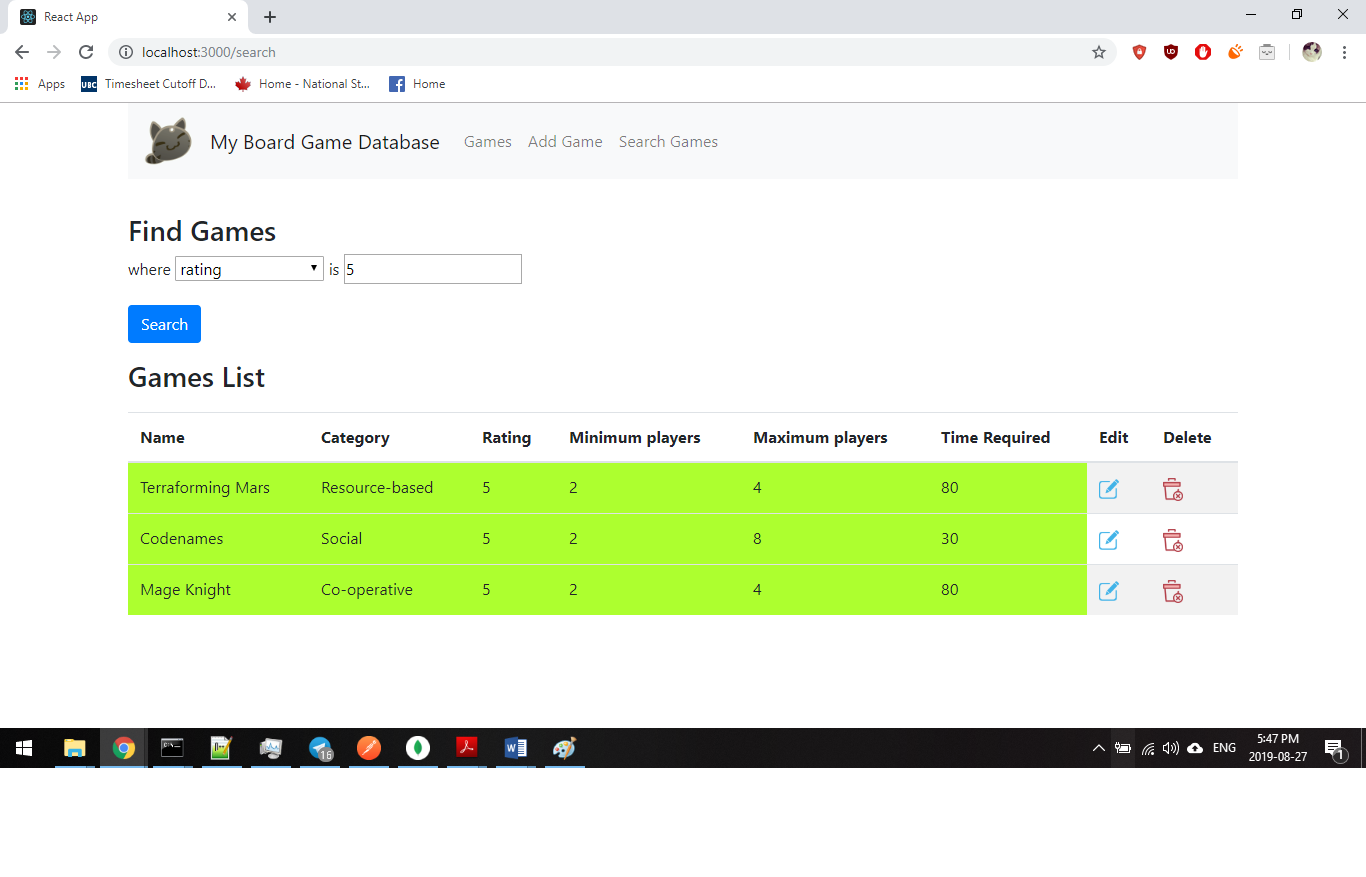 React App
localhost:3000/search
Apps UBC Timesheet Cutoff D... Home - National St... Home
My Board Game Database Games Add Game Search Games
Find Games
where rating is 5
Search
Games List
Name Category Rating Minimum players Maximum players Time Required Edit Delete
Terraforming Mars Resource-based 5 2 4 80
Codenames Social 5 2 8 30
Mage Knight Co-operative 5 2 4 80
16
ENG
5:47 PM
2019-08-27
1